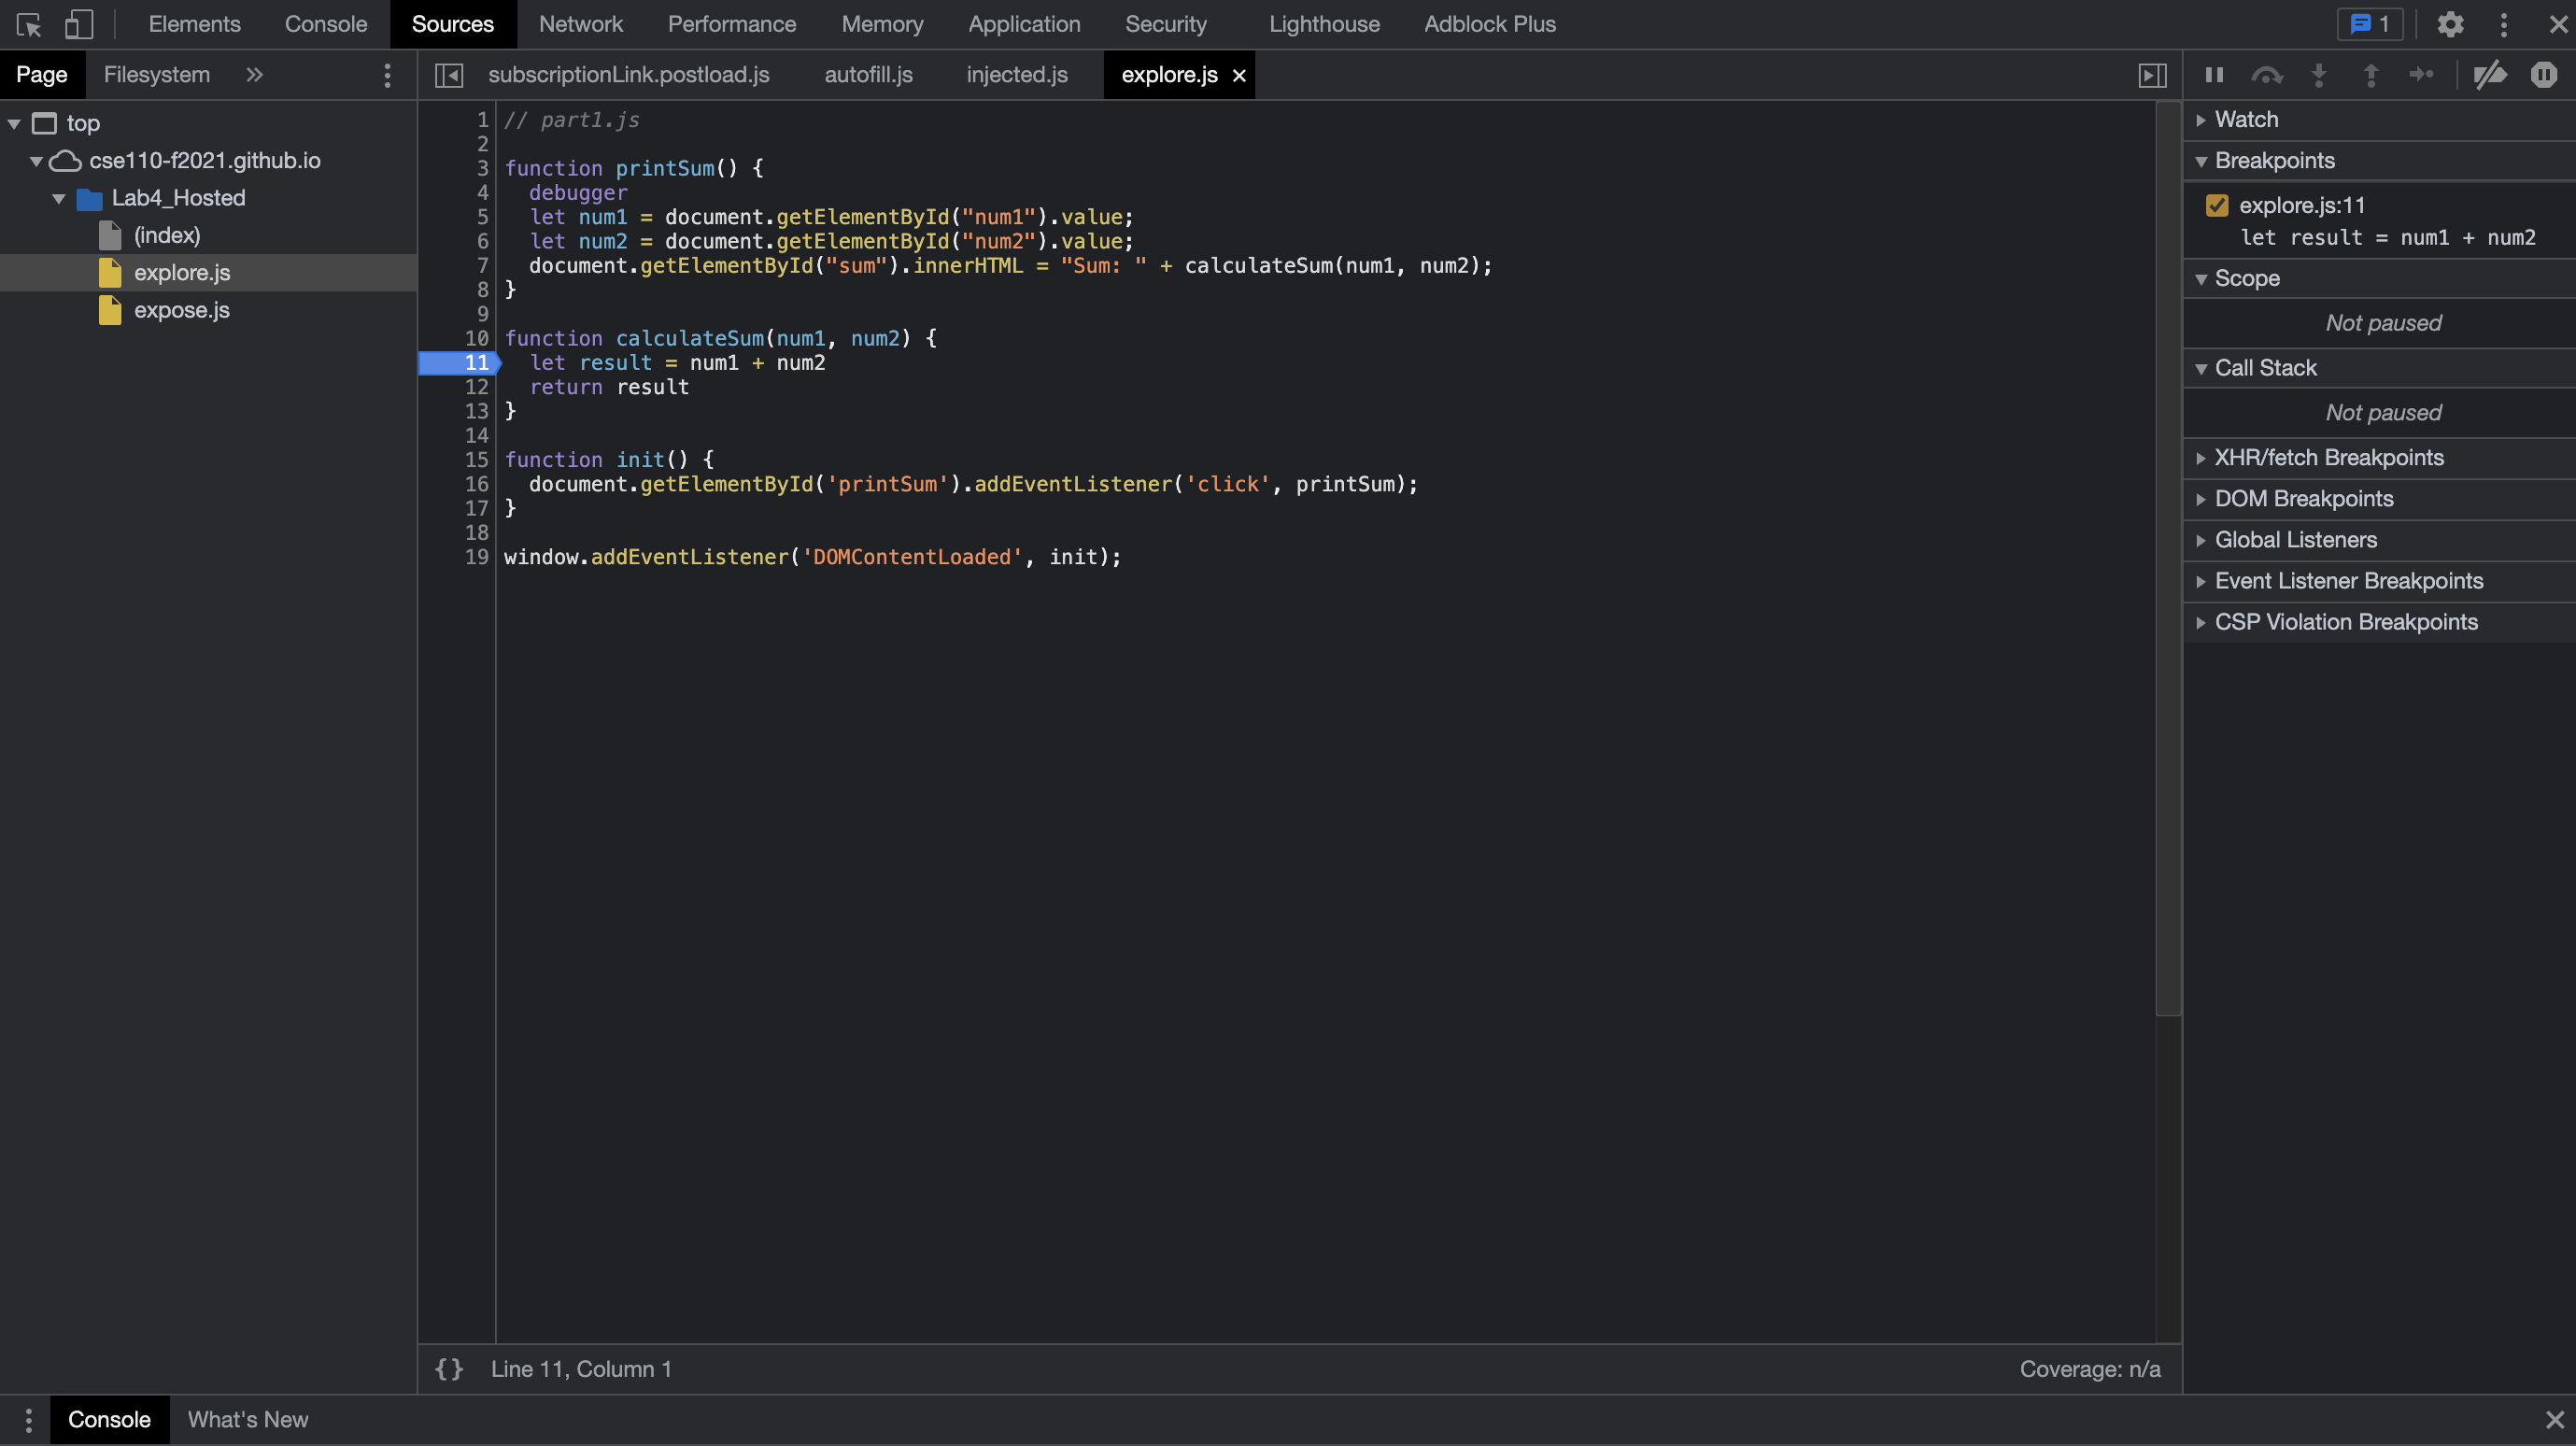 Elements Console Sources Network Performance Memory Application Security Lighthouse Adblock Plus 1
Page Filesystem » subscriptionLink.postload.js autofill.js injected.js explore.js ×
top
cse110-f2021.github.io
Lab4_Hosted
(index)
explore.js
expose.js
1 // part1.js
2
3 function printSum() {
4   debugger
5   let num1 = document.getElementById("num1").value;
6   let num2 = document.getElementById("num2").value;
7   document.getElementById("sum").innerHTML = "Sum: " + calculateSum(num1, num2);
8 }
9
10 function calculateSum(num1, num2) {
11   let result = num1 + num2
12   return result
13 }
14
15 function init() {
16   document.getElementById('printSum').addEventListener('click', printSum);
17 }
18
19 window.addEventListener('DOMContentLoaded', init);
Watch
Breakpoints
explore.js:11
let result = num1 + num2
Scope
Not paused
Call Stack
Not paused
XHR/fetch Breakpoints
DOM Breakpoints
Global Listeners
Event Listener Breakpoints
CSP Violation Breakpoints
{} Line 11, Column 1 Coverage: n/a
Console What's New